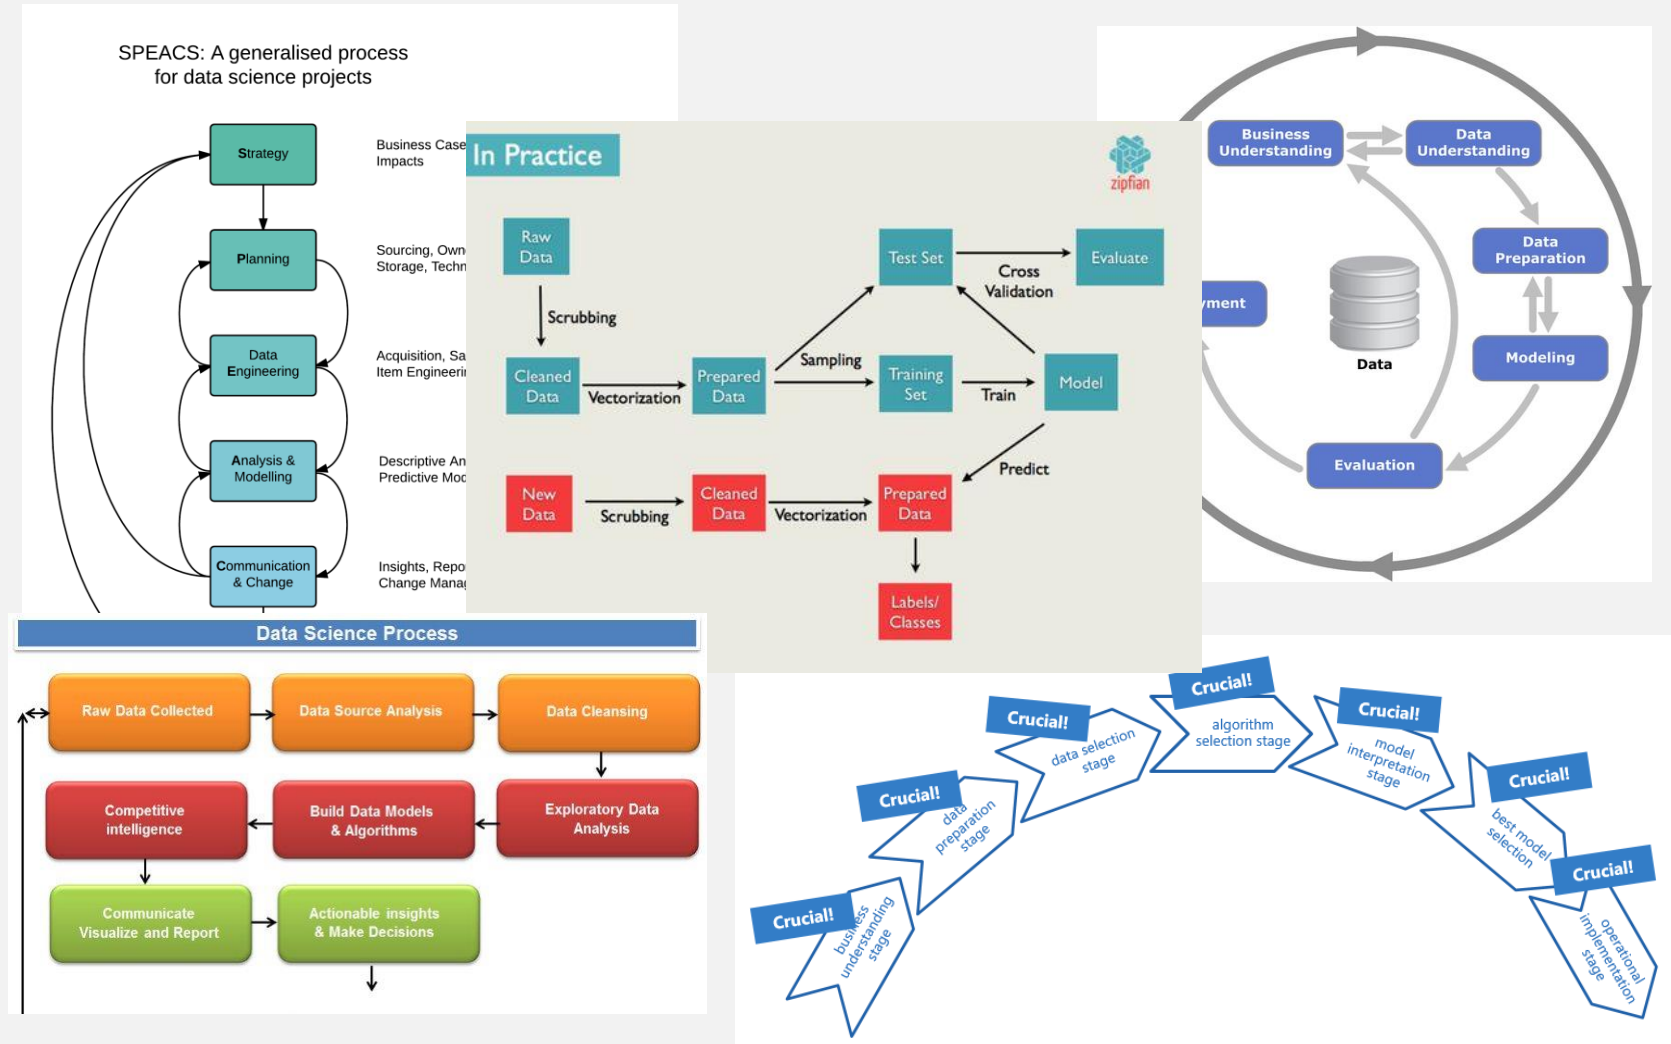 SPEACS: A generalised process
for data science projects
Strategy
Business Case
Impacts
Planning
Sourcing, Own
Storage, Techn
Data
Engineering
Acquisition, Sa
Item Engineerin
Analysis &
Modelling
Descriptive An
Predictive Mod
Communication
& Change
Insights, Repo
Change Manag
In Practice
zipfian
Raw
Data
Scrubbing
Cleaned
Data
Vectorization
Prepared
Data
Sampling
Test Set
Cross
Validation
Evaluate
Training
Set
Train
Model
Predict
New
Data
Scrubbing
Cleaned
Data
Vectorization
Prepared
Data
Labels/
Classes
Business
Understanding
Data
Understanding
Data
Preparation
Modeling
Evaluation
yment
Data
Data Science Process
Raw Data Collected
Data Source Analysis
Data Cleansing
Exploratory Data
Analysis
Build Data Models
& Algorithms
Competitive
intelligence
Communicate
Visualize and Report
Actionable insights
& Make Decisions
Crucial!
business
understanding
stage
Crucial!
data
preparation
stage
Crucial!
data selection
stage
Crucial!
algorithm
selection stage
Crucial!
model
interpretation
stage
Crucial!
best model
selection
Crucial!
operational
implementation
stage